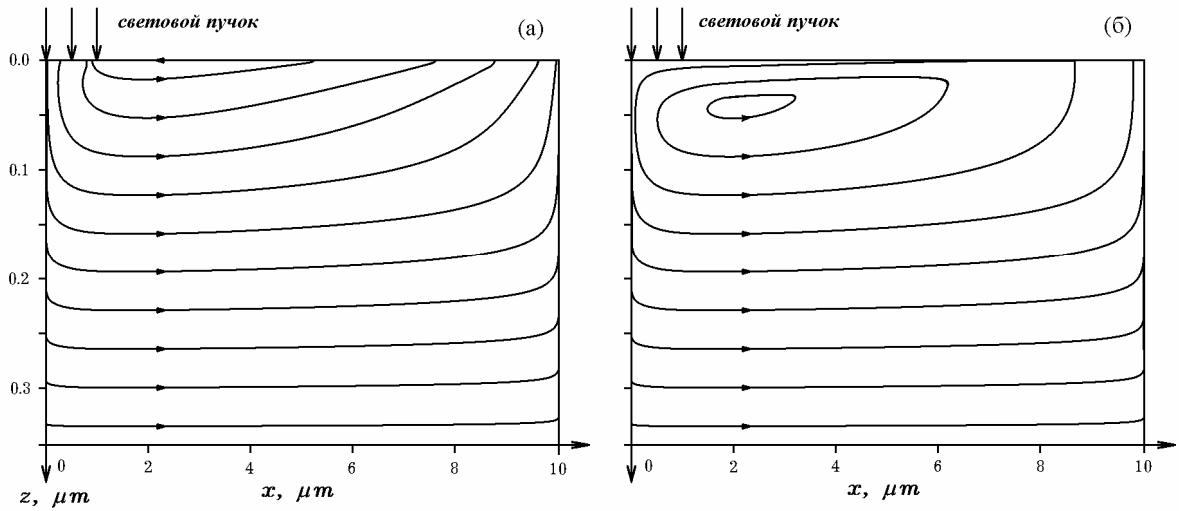 световой пучок (а)
0.0
0.1
0.2
0.3
0 2 4 6 8 10
z, μm x, μm
световой пучок (б)
0 2 4 6 8 10
x, μm